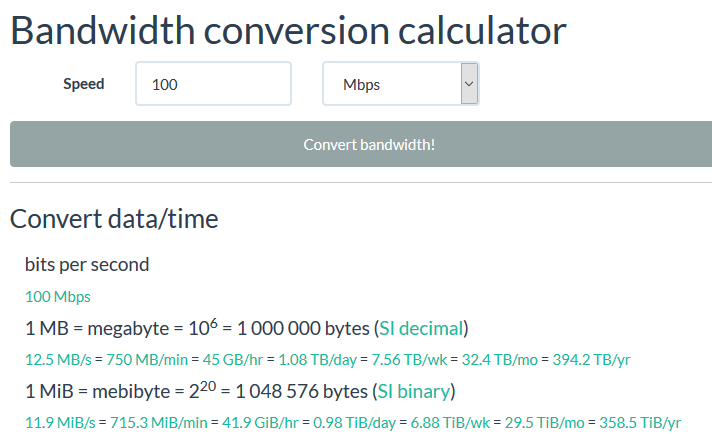 Bandwidth conversion calculator
Speed 100 Mbps
Convert bandwidth!
Convert data/time
bits per second
100 Mbps
1 MB = megabyte = 10⁶ = 1 000 000 bytes (SI decimal)
12.5 MB/s = 750 MB/min = 45 GB/hr = 1.08 TB/day = 7.56 TB/wk = 32.4 TB/mo = 394.2 TB/yr
1 MiB = mebibyte = 2²⁰ = 1 048 576 bytes (SI binary)
11.9 MiB/s = 715.3 MiB/min = 41.9 GiB/hr = 0.98 TiB/day = 6.88 TiB/wk = 29.5 TiB/mo = 358.5 TiB/yr